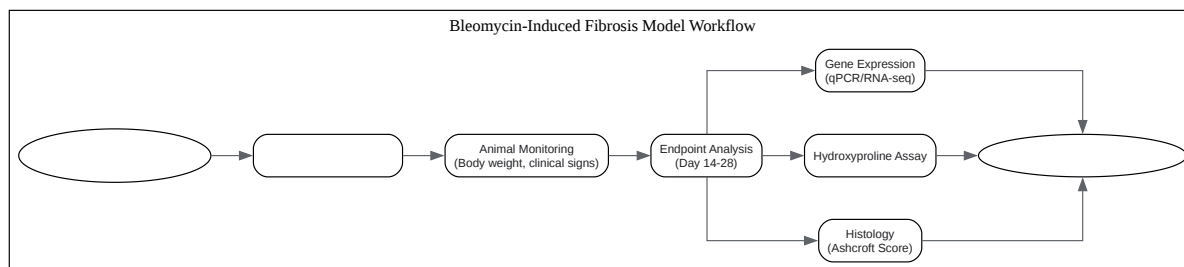 Bleomycin-Induced Fibrosis Model Workflow
Gene Expression
(qPCR/RNA-seq)
Animal Monitoring
(Body weight, clinical signs)
Endpoint Analysis
(Day 14-28)
Hydroxyproline Assay
Histology
(Ashcroft Score)